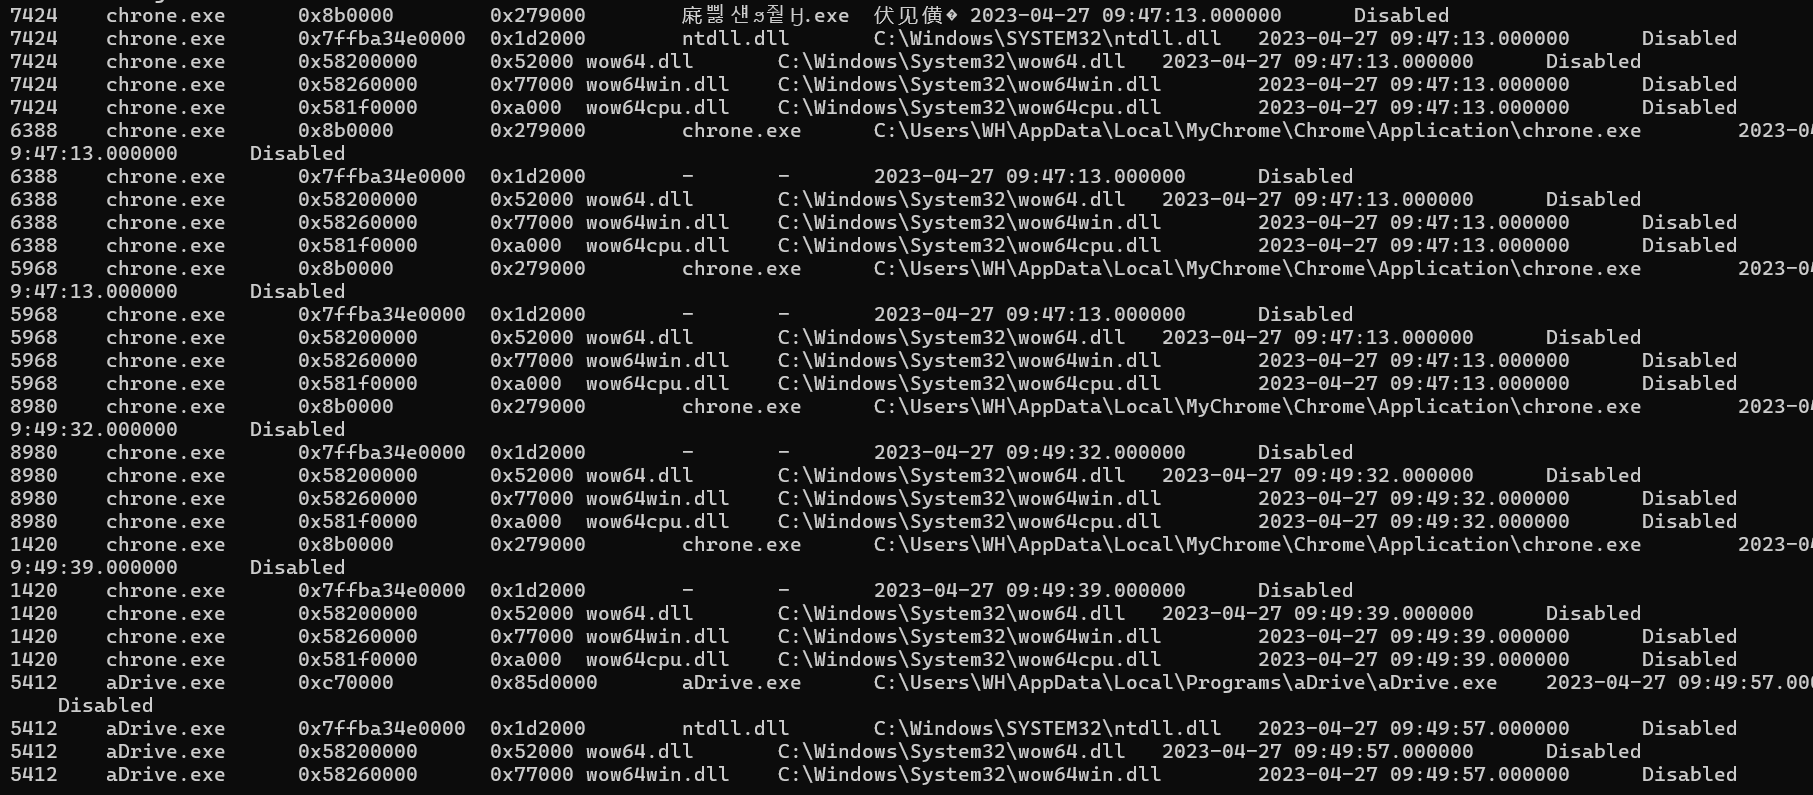 7424 chrone.exe 0x8b0000 0x279000 .exe 2023-04-27 09:47:13.000000 Disabled
7424 chrone.exe 0x7ffba34e0000 0x1d2000 ntdll.dll C:\Windows\SYSTEM32\ntdll.dll 2023-04-27 09:47:13.000000 Disabled
7424 chrone.exe 0x58200000 0x52000 wow64.dll C:\Windows\System32\wow64.dll 2023-04-27 09:47:13.000000 Disabled
7424 chrone.exe 0x58260000 0x77000 wow64win.dll C:\Windows\System32\wow64win.dll 2023-04-27 09:47:13.000000 Disabled
7424 chrone.exe 0x581f0000 0xa000 wow64cpu.dll C:\Windows\System32\wow64cpu.dll 2023-04-27 09:47:13.000000 Disabled
6388 chrone.exe 0x8b0000 0x279000 chrone.exe C:\Users\WH\AppData\Local\MyChrome\Chrome\Application\chrone.exe 2023-04
9:47:13.000000 Disabled
6388 chrone.exe 0x7ffba34e0000 0x1d2000 - - 2023-04-27 09:47:13.000000 Disabled
6388 chrone.exe 0x58200000 0x52000 wow64.dll C:\Windows\System32\wow64.dll 2023-04-27 09:47:13.000000 Disabled
6388 chrone.exe 0x58260000 0x77000 wow64win.dll C:\Windows\System32\wow64win.dll 2023-04-27 09:47:13.000000 Disabled
6388 chrone.exe 0x581f0000 0xa000 wow64cpu.dll C:\Windows\System32\wow64cpu.dll 2023-04-27 09:47:13.000000 Disabled
5968 chrone.exe 0x8b0000 0x279000 chrone.exe C:\Users\WH\AppData\Local\MyChrome\Chrome\Application\chrone.exe 2023-04
9:47:13.000000 Disabled
5968 chrone.exe 0x7ffba34e0000 0x1d2000 - - 2023-04-27 09:47:13.000000 Disabled
5968 chrone.exe 0x58200000 0x52000 wow64.dll C:\Windows\System32\wow64.dll 2023-04-27 09:47:13.000000 Disabled
5968 chrone.exe 0x58260000 0x77000 wow64win.dll C:\Windows\System32\wow64win.dll 2023-04-27 09:47:13.000000 Disabled
5968 chrone.exe 0x581f0000 0xa000 wow64cpu.dll C:\Windows\System32\wow64cpu.dll 2023-04-27 09:47:13.000000 Disabled
8980 chrone.exe 0x8b0000 0x279000 chrone.exe C:\Users\WH\AppData\Local\MyChrome\Chrome\Application\chrone.exe 2023-04
9:49:32.000000 Disabled
8980 chrone.exe 0x7ffba34e0000 0x1d2000 - - 2023-04-27 09:49:32.000000 Disabled
8980 chrone.exe 0x58200000 0x52000 wow64.dll C:\Windows\System32\wow64.dll 2023-04-27 09:49:32.000000 Disabled
8980 chrone.exe 0x58260000 0x77000 wow64win.dll C:\Windows\System32\wow64win.dll 2023-04-27 09:49:32.000000 Disabled
8980 chrone.exe 0x581f0000 0xa000 wow64cpu.dll C:\Windows\System32\wow64cpu.dll 2023-04-27 09:49:32.000000 Disabled
1420 chrone.exe 0x8b0000 0x279000 chrone.exe C:\Users\WH\AppData\Local\MyChrome\Chrome\Application\chrone.exe 2023-04
9:49:39.000000 Disabled
1420 chrone.exe 0x7ffba34e0000 0x1d2000 - - 2023-04-27 09:49:39.000000 Disabled
1420 chrone.exe 0x58200000 0x52000 wow64.dll C:\Windows\System32\wow64.dll 2023-04-27 09:49:39.000000 Disabled
1420 chrone.exe 0x58260000 0x77000 wow64win.dll C:\Windows\System32\wow64win.dll 2023-04-27 09:49:39.000000 Disabled
1420 chrone.exe 0x581f0000 0xa000 wow64cpu.dll C:\Windows\System32\wow64cpu.dll 2023-04-27 09:49:39.000000 Disabled
5412 aDrive.exe 0xc70000 0x85d0000 aDrive.exe C:\Users\WH\AppData\Local\Programs\aDrive\aDrive.exe 2023-04-27 09:49:57.000
Disabled
5412 aDrive.exe 0x7ffba34e0000 0x1d2000 ntdll.dll C:\Windows\SYSTEM32\ntdll.dll 2023-04-27 09:49:57.000000 Disabled
5412 aDrive.exe 0x58200000 0x52000 wow64.dll C:\Windows\System32\wow64.dll 2023-04-27 09:49:57.000000 Disabled
5412 aDrive.exe 0x58260000 0x77000 wow64win.dll C:\Windows\System32\wow64win.dll 2023-04-27 09:49:57.000000 Disabled